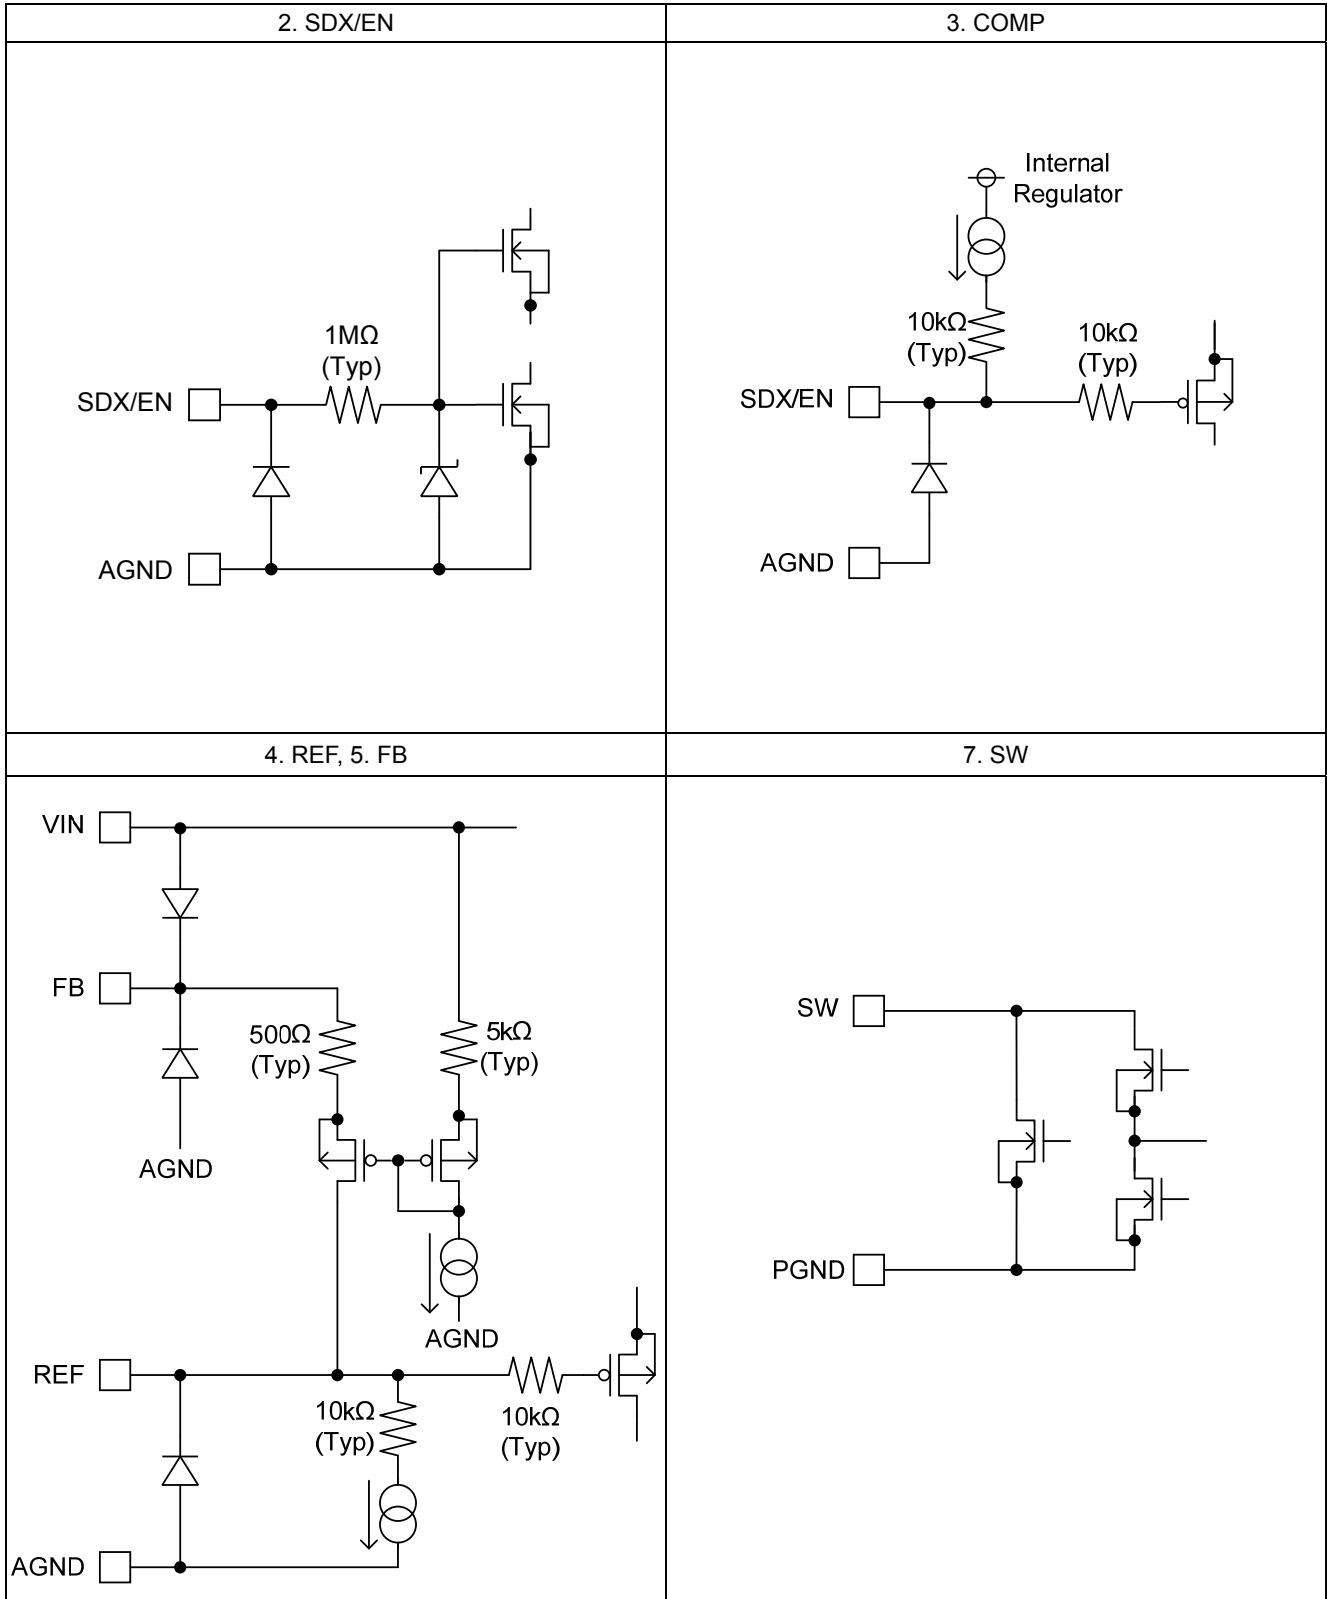 2. SDX/EN
3. COMP
1MΩ
(Typ)
SDX/EN
AGND
Internal
Regulator
10kΩ
(Typ)
10kΩ
(Typ)
SDX/EN
AGND
4. REF, 5. FB
7. SW
VIN
FB
500Ω
(Typ)
5kΩ
(Typ)
AGND
AGND
REF
10kΩ
(Typ)
10kΩ
(Typ)
AGND
SW
PGND